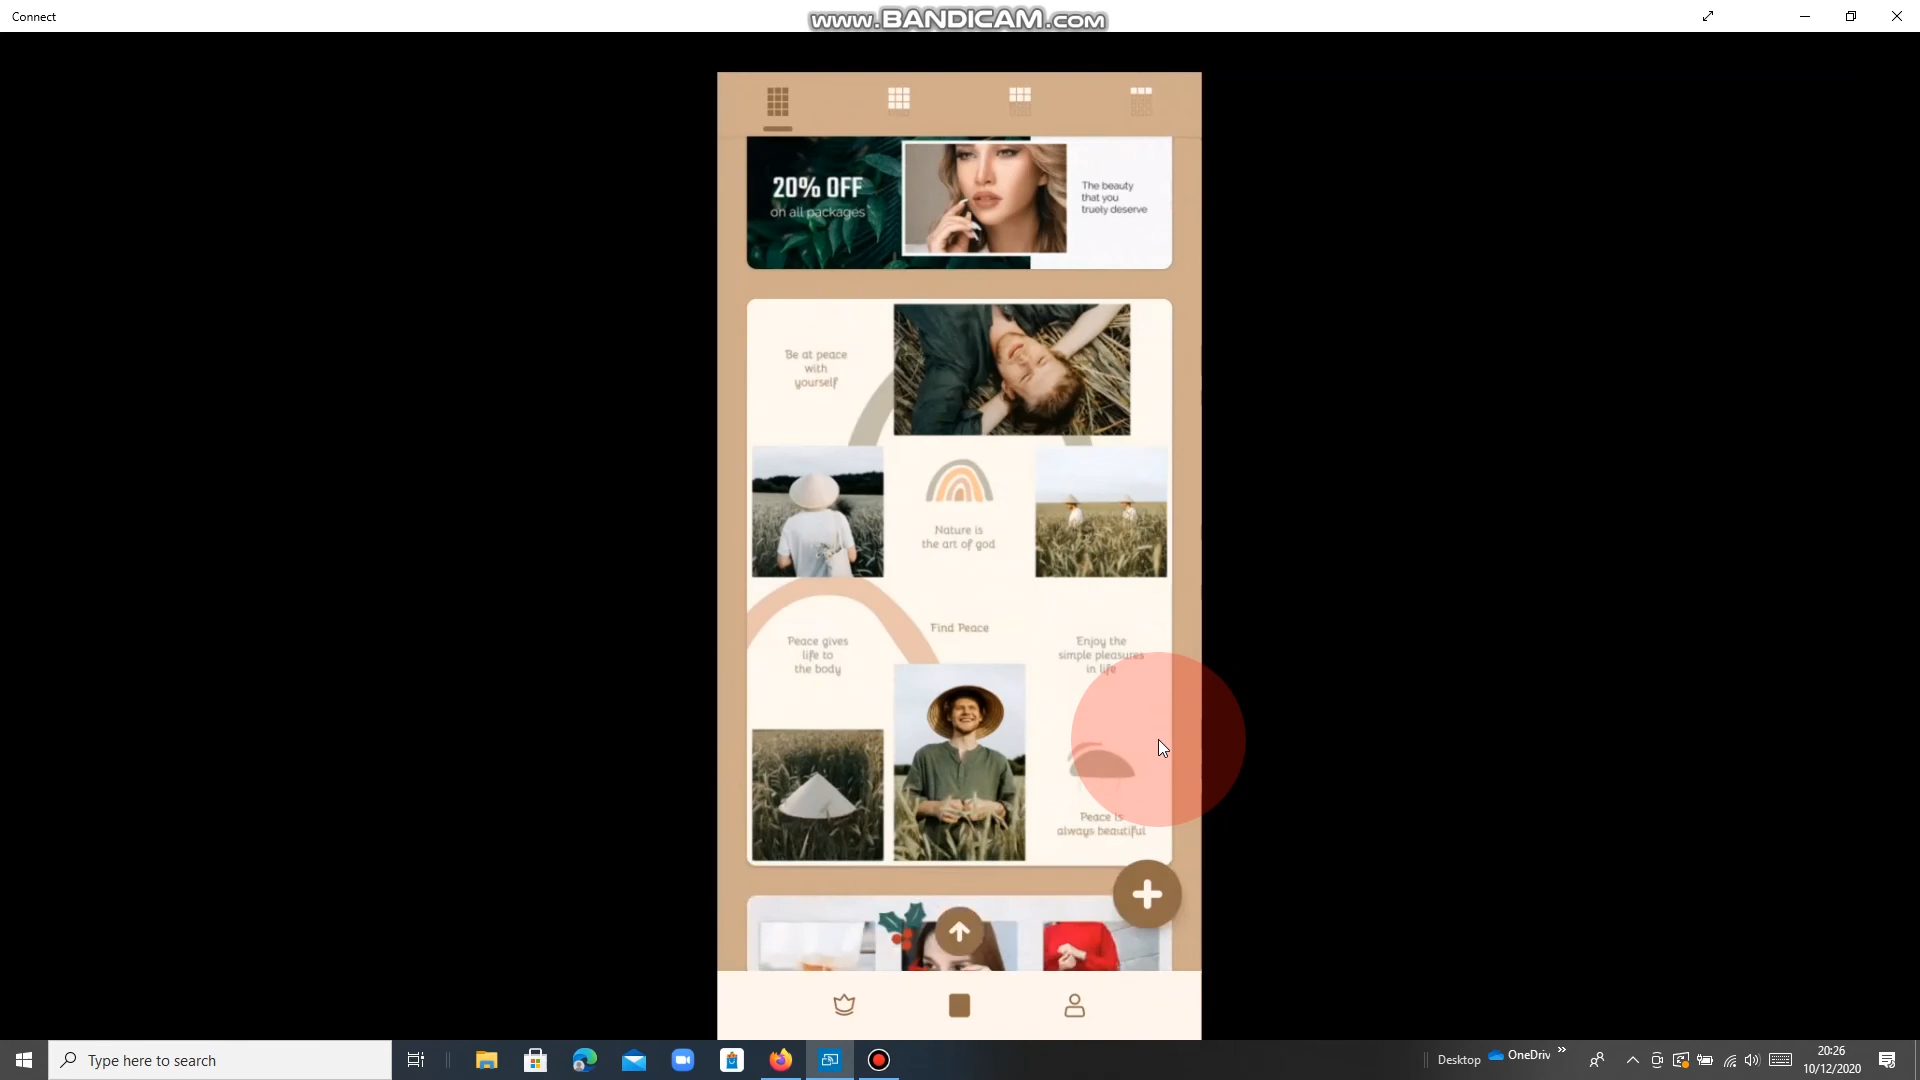 Connect
www.BANDICAM.com
20% OFF
on all packages
The beauty
that you
truely deserve
Be at peace
with
yourself
Nature is
the art of god
Peace gives
life to
the body
Find Peace
Enjoy the
simple pleasures
in life
Peace is
always beautiful
Type here to search
Desktop
OneDriv
20:26
10/12/2020